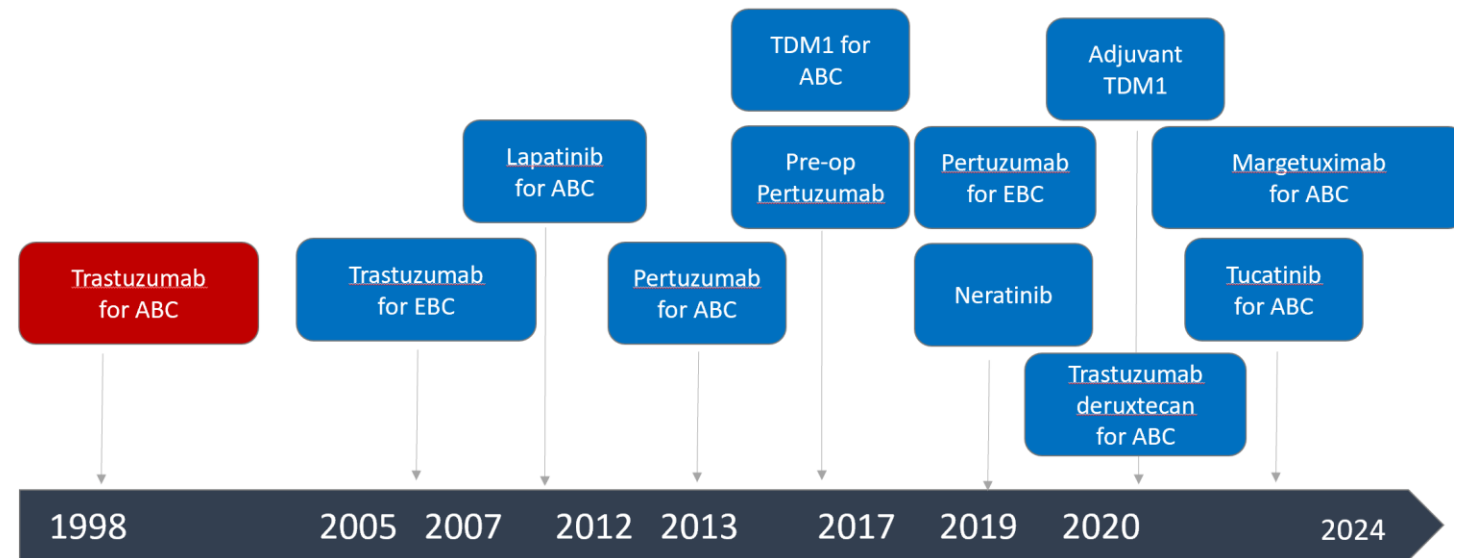 TDM1 for
ABC
Adjuvant
TDM1
Lapatinib
for ABC
Pre-op
Pertuzumab
Pertuzumab
for EBC
Margetuximab
for ABC
Trastuzumab
for ABC
Trastuzumab
for EBC
Pertuzumab
for ABC
Neratinib
Tucatinib
for ABC
Trastuzumab
deruxtecan
for ABC
1998 2005 2007 2012 2013 2017 2019 2020 2024